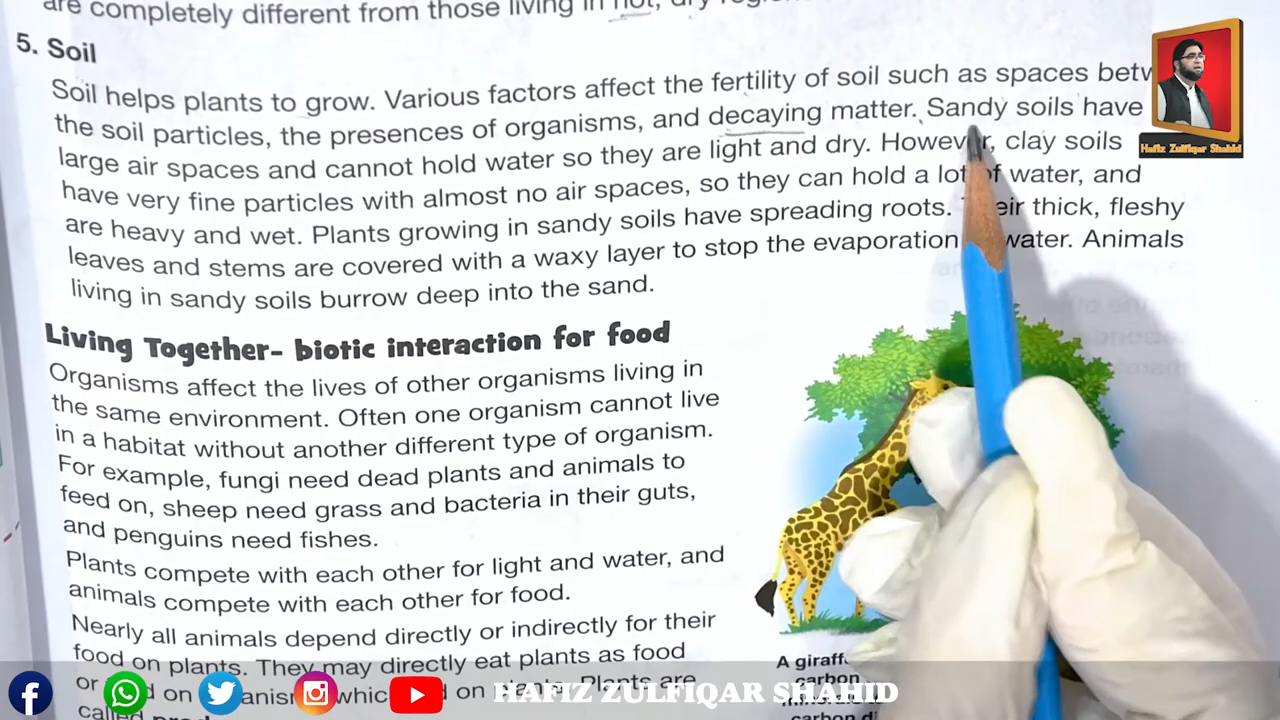 are completely different from those living in hot, dry
5. Soil
Soil helps plants to grow. Various factors affect the fertility of soil such as spaces
the soil particles, the presences of organisms, and decaying matter. Sandy soils have
large air spaces and cannot hold water so they are light and dry. However, clay soils
have very fine particles with almost no air spaces, so they can hold a lot of water, and
are heavy and wet. Plants growing in sandy soils have spreading roots. Their thick, fleshy
leaves and stems are covered with a waxy layer to stop the evaporation water. Animals
living in sandy soils burrow deep into the sand.
Living Together- biotic interaction for food
Organisms affect the lives of other organisms living in
the same environment. Often one organism cannot live
in a habitat without another different type of organism.
For example, fungi need dead plants and animals to
feed on, sheep need grass and bacteria in their guts,
and penguins need fishes.
Plants compete with each other for light and water, and
animals compete with each other for food.
Nearly all animals depend directly or indirectly for their
food on plants. They may directly eat plants as food
or on on plants. Plants are
called
A
carbon
carbon
Hafiz Zulfiqar Shahid
HAFIZ ZULFIQAR SHAHID